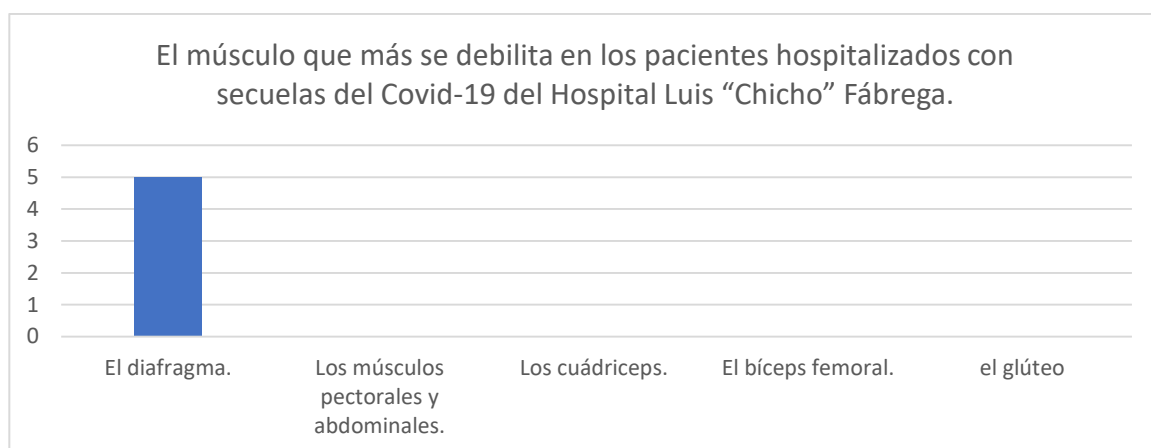 El músculo que más se debilita en los pacientes hospitalizados con
secuelas del Covid-19 del Hospital Luis “Chicho” Fábrega.
6
5
4
3
2
1
0
El diafragma.
Los músculos
pectorales y
abdominales.
Los cuádriceps.
El bíceps femoral.
el glúteo